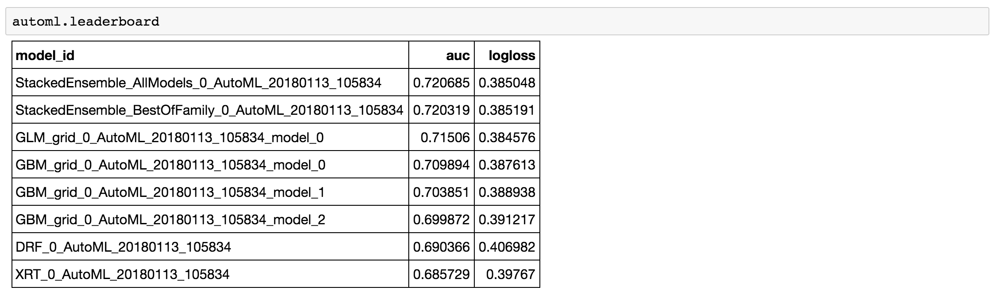 automl.leaderboard
model_id auc logloss
StackedEnsemble_AllModels_0_AutoML_20180113_105834 0.720685 0.385048
StackedEnsemble_BestOfFamily_0_AutoML_20180113_105834 0.720319 0.385191
GLM_grid_0_AutoML_20180113_105834_model_0 0.71506 0.384576
GBM_grid_0_AutoML_20180113_105834_model_0 0.709894 0.387613
GBM_grid_0_AutoML_20180113_105834_model_1 0.703851 0.388938
GBM_grid_0_AutoML_20180113_105834_model_2 0.699872 0.391217
DRF_0_AutoML_20180113_105834 0.690366 0.406982
XRT_0_AutoML_20180113_105834 0.685729 0.39767